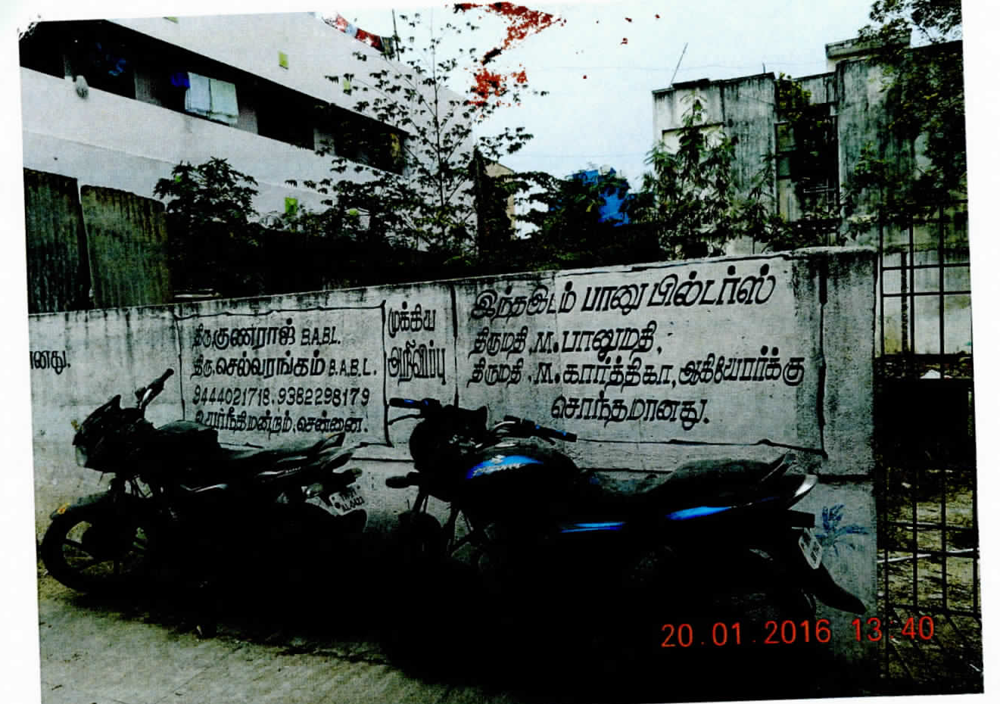 னது.
திரு.குணராஜ் B.A.BL.
திரு.செல்வரங்கம் B.A.B.L.
9444021718.9382298179
உயர்நீதிமன்றம்,சென்னை.
முக்கிய
அறிவிப்பு
இந்தஇடம் பானு பில்டர்ஸ்
திருமதி.M.பானுமதி,
திருமதி.M.கார்த்திகா,ஆகியோர்க்கு
சொந்தமானது.
20.01.2016 13:40